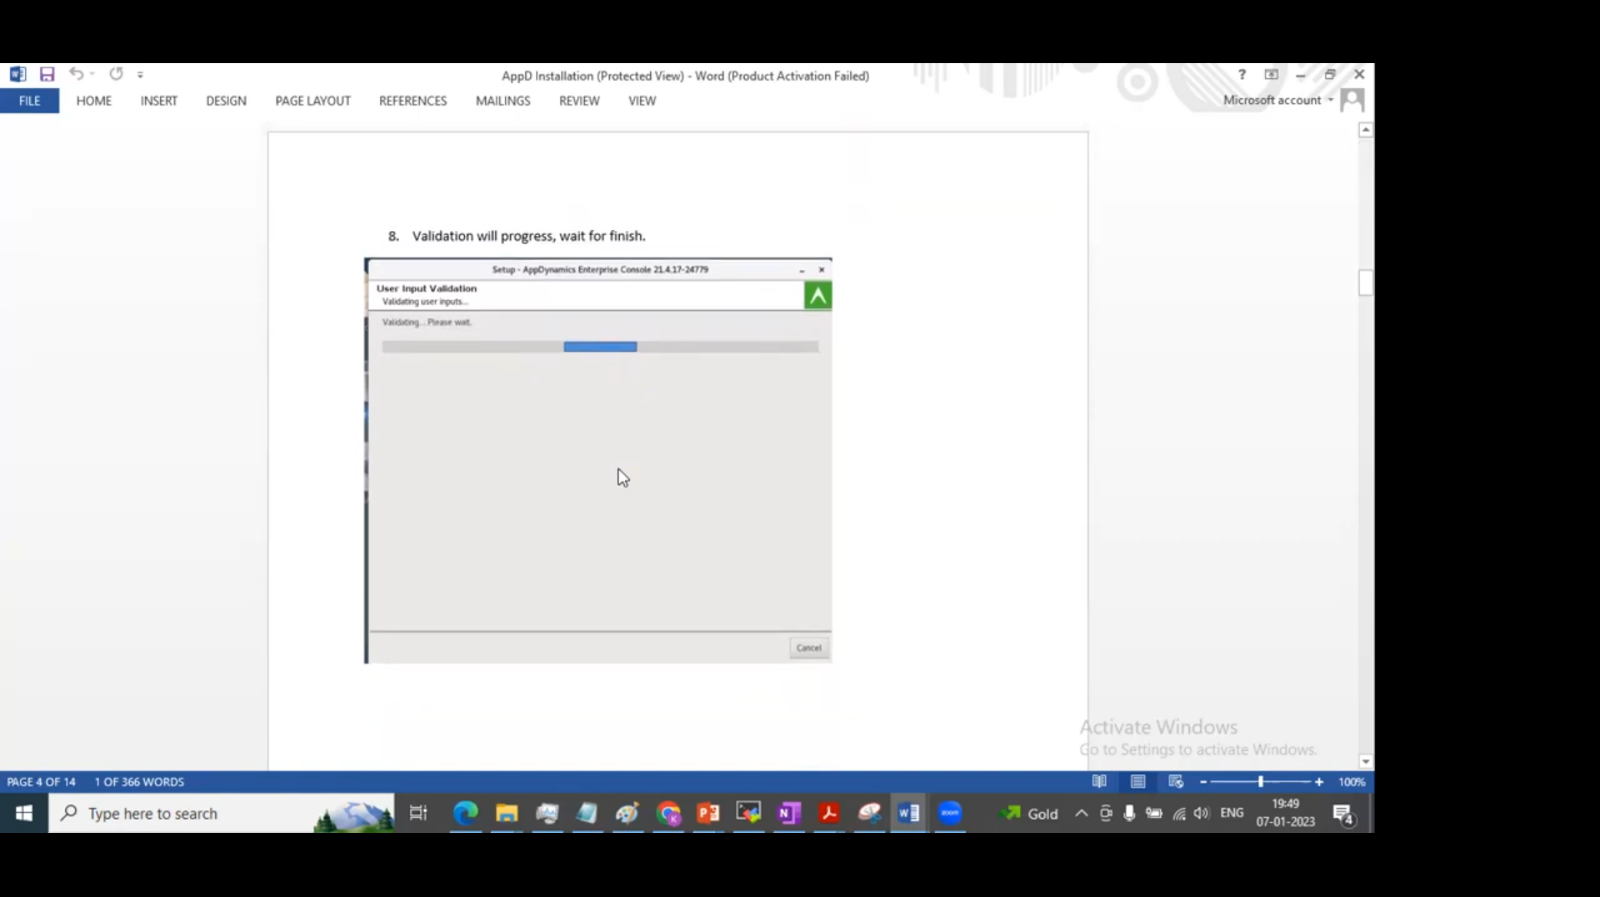 AppD Installation (Protected View) - Word (Product Activation Failed)
?
FILE HOME INSERT DESIGN PAGE LAYOUT REFERENCES MAILINGS REVIEW VIEW
Microsoft account
8. Validation will progress, wait for finish.
Setup - AppDynamics Enterprise Console 21.4.17-24779
User Input Validation
Validating user inputs...
Validating... Please wait.
Cancel
Activate Windows
Go to Settings to activate Windows.
PAGE 4 OF 14 1 OF 366 WORDS
100%
Type here to search
zoom
Gold
ENG
19:49
07-01-2023
4